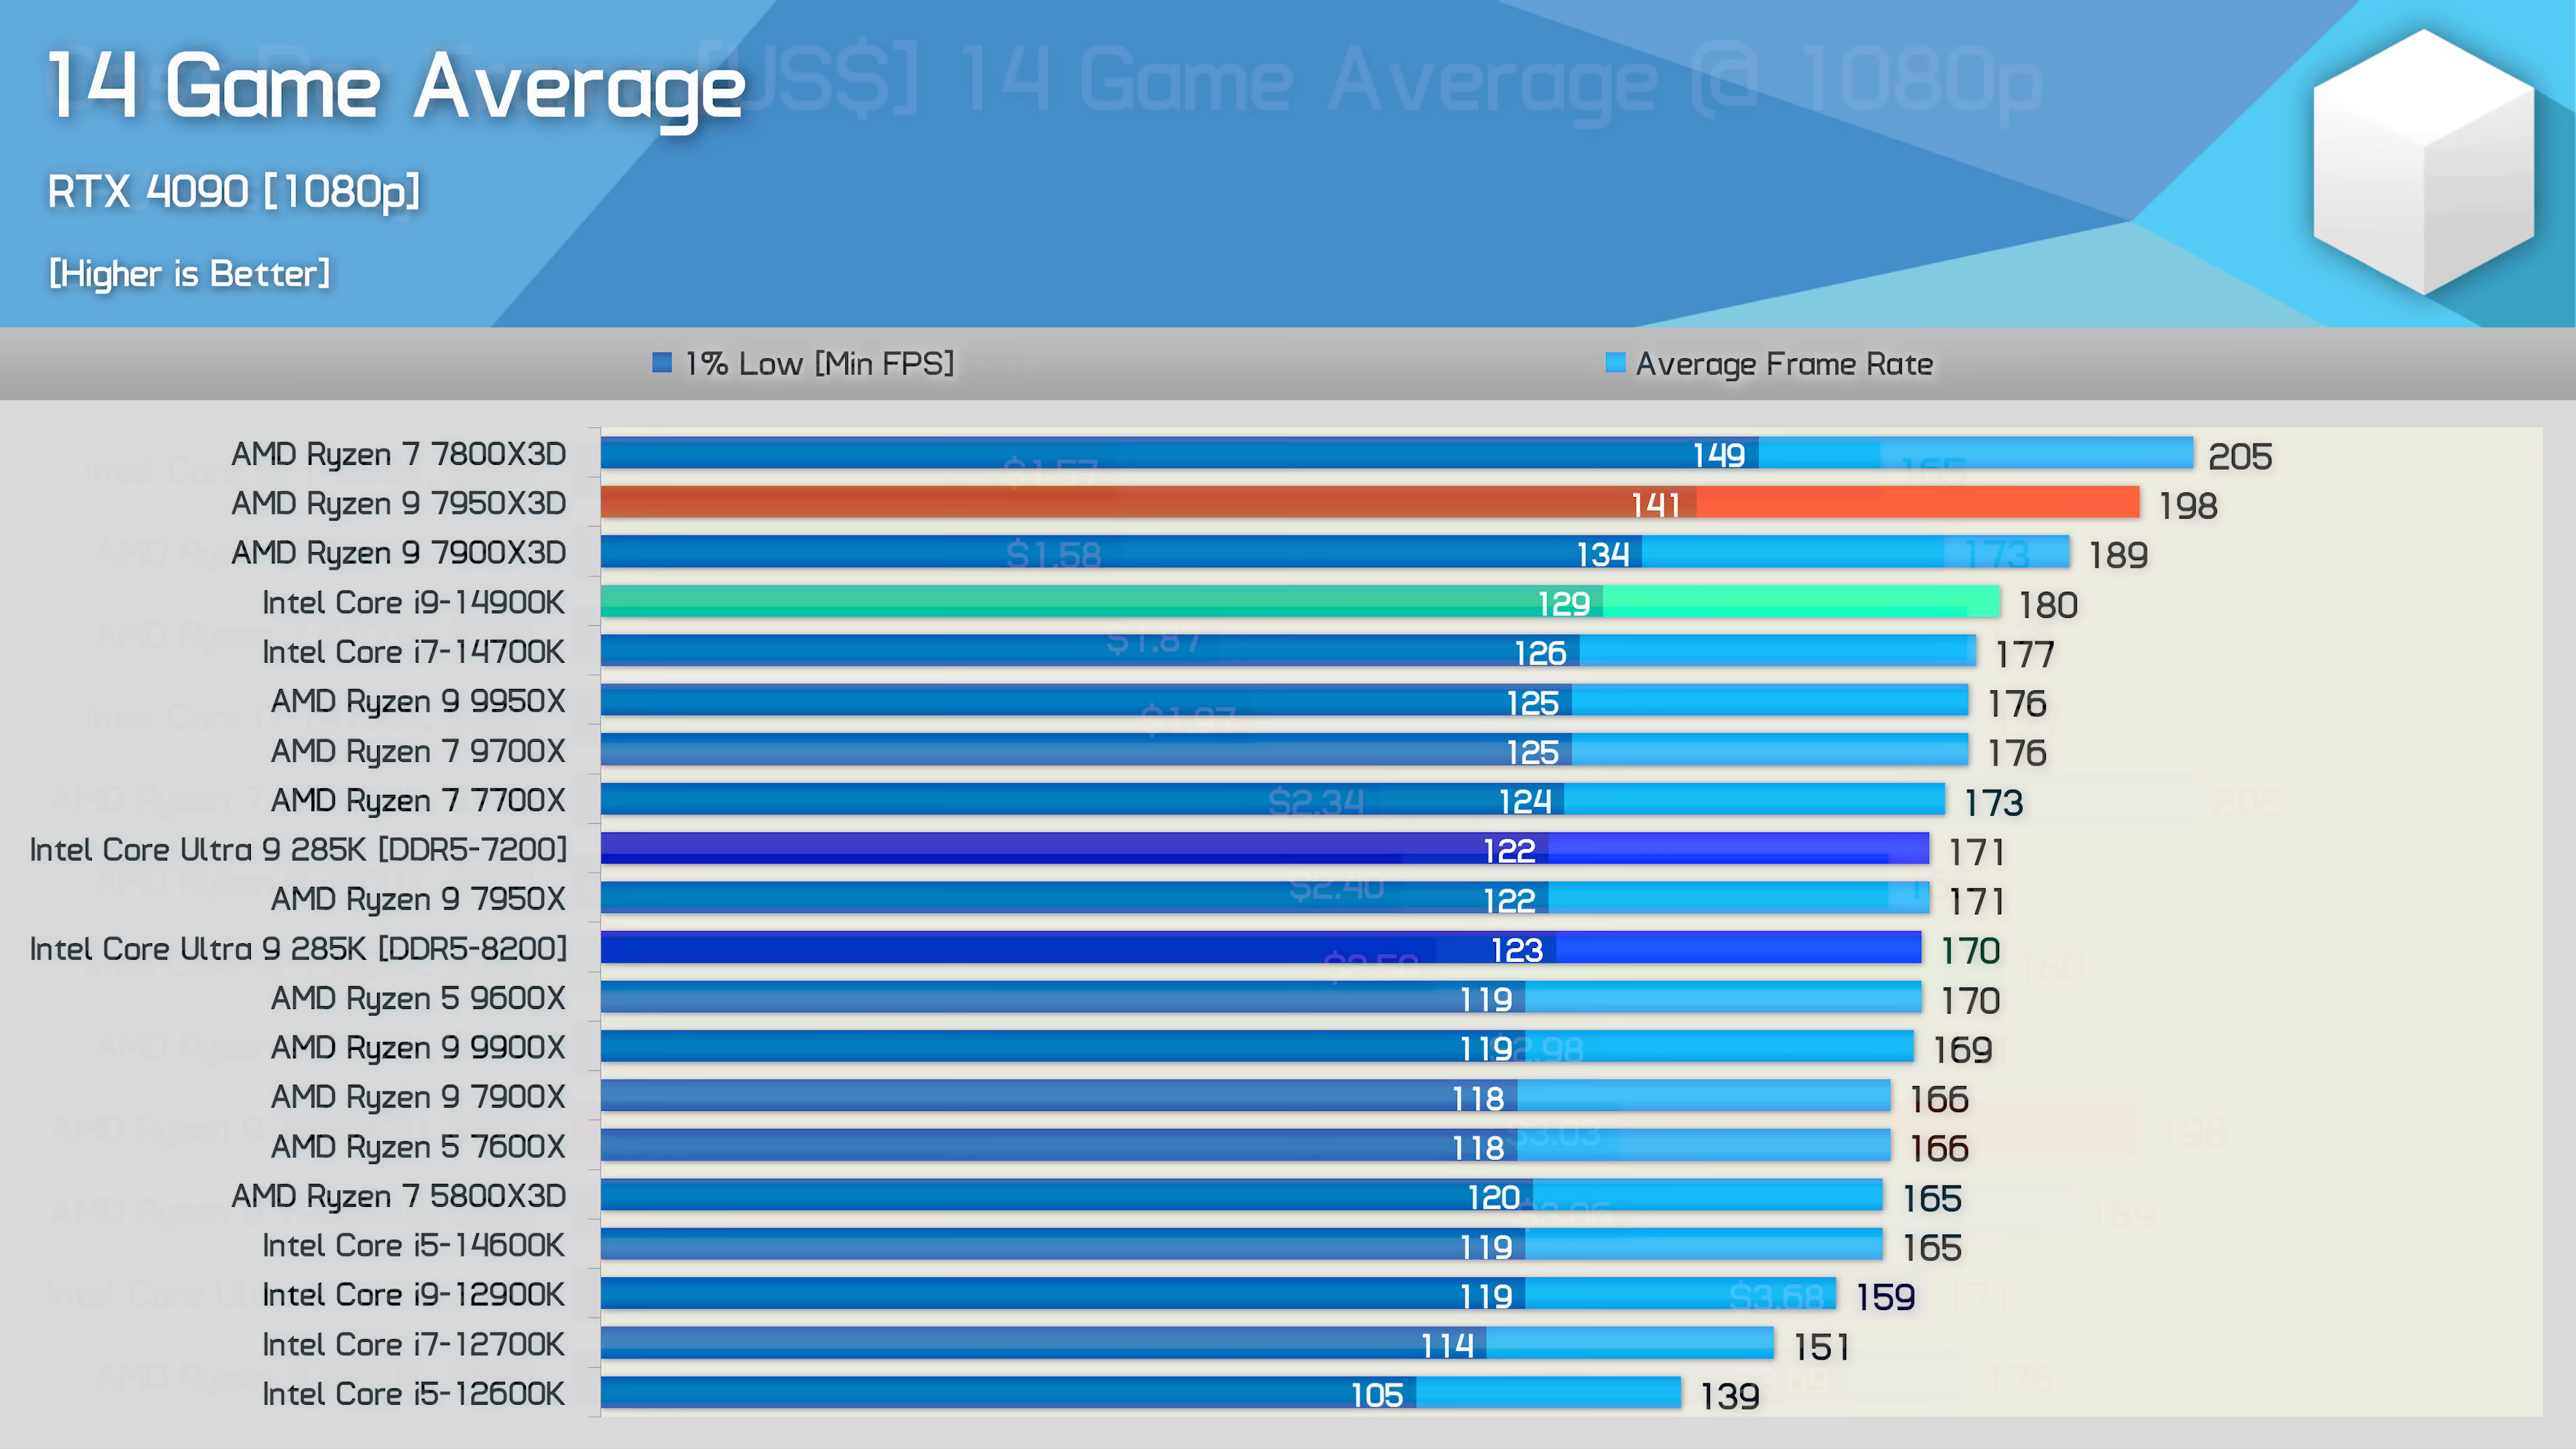 14 Game Average
RTX 4090 [1080p]
[Higher is Better]
1% Low [Min FPS]
Average Frame Rate
AMD Ryzen 7 7800X3D 149 205
AMD Ryzen 9 7950X3D 141 198
AMD Ryzen 9 7900X3D 134 189
Intel Core i9-14900K 129 180
Intel Core i7-14700K 126 177
AMD Ryzen 9 9950X 125 176
AMD Ryzen 7 9700X 125 176
AMD Ryzen 7 7700X 124 173
Intel Core Ultra 9 285K [DDR5-7200] 122 171
AMD Ryzen 9 7950X 122 171
Intel Core Ultra 9 285K [DDR5-8200] 123 170
AMD Ryzen 5 9600X 119 170
AMD Ryzen 9 9900X 119 169
AMD Ryzen 9 7900X 118 166
AMD Ryzen 5 7600X 118 166
AMD Ryzen 7 5800X3D 120 165
Intel Core i5-14600K 119 165
Intel Core i9-12900K 119 159
Intel Core i7-12700K 114 151
Intel Core i5-12600K 105 139